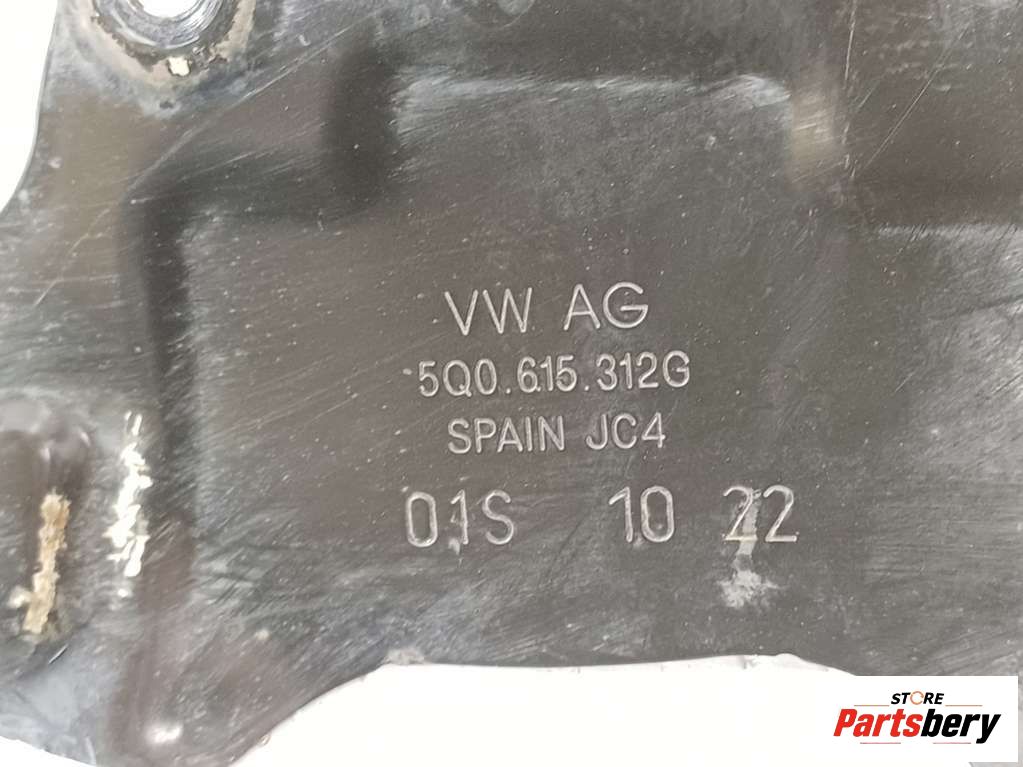 VW AG
5Q0.615.312G
SPAIN JC4
01S 10 22
STORE
Partsbery